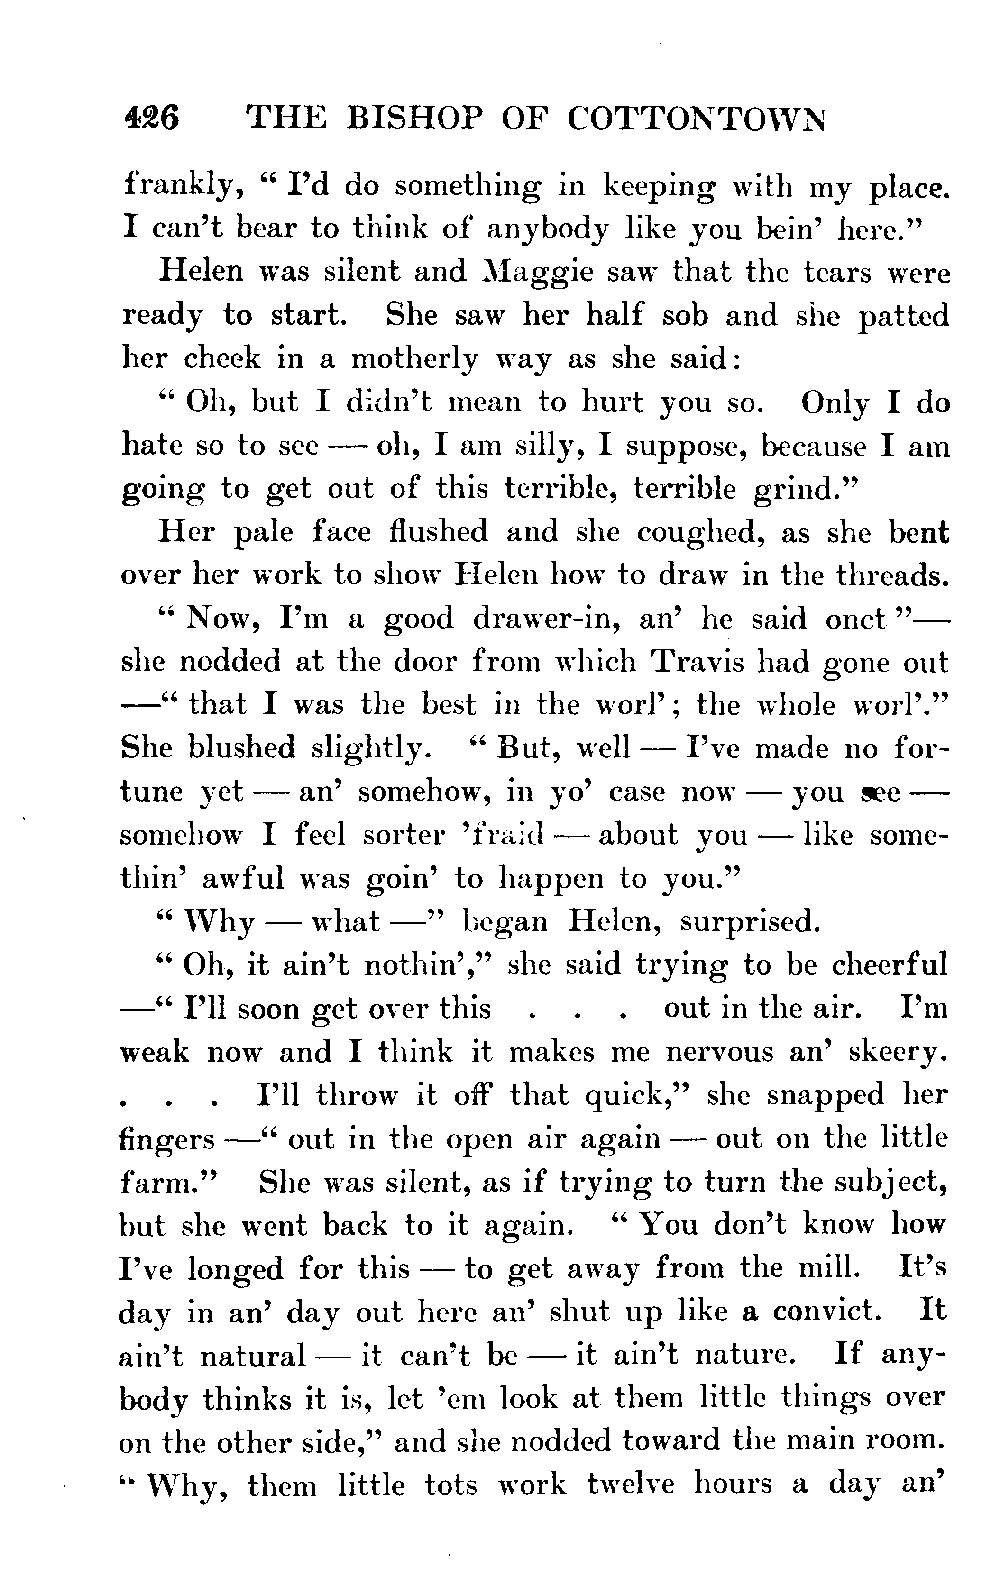 426 THE BISHOP OF COTTONTOWN
frankly, “ I’d do something in keeping with my place.
I can’t bear to think of anybody like you bein’ here.”
Helen was silent and Maggie saw that the tears were
ready to start. She saw her half sob and she patted
her cheek in a motherly way as she said:
“ Oh, but I didn’t mean to hurt you so. Only I do
hate so to see — oh, I am silly, I suppose, because I am
going to get out of this terrible, terrible grind.”
Her pale face flushed and she coughed, as she bent
over her work to show Helen how to draw in the threads.
“ Now, I’m a good drawer-in, an’ he said onct ”—
she nodded at the door from which Travis had gone out
—“ that I was the best in the worl’; the whole worl’.”
She blushed slightly. “ But, well — I’ve made no for-
tune yet — an’ somehow, in yo’ case now — you see —
somehow I feel sorter ’fraid — about you — like some-
thin’ awful was goin’ to happen to you.”
“ Why — what —” began Helen, surprised.
“ Oh, it ain’t nothin’,” she said trying to be cheerful
—“ I’ll soon get over this . . . out in the air. I’m
weak now and I think it makes me nervous an’ skeery.
. . . I’ll throw it off that quick,” she snapped her
fingers —“ out in the open air again — out on the little
farm.” She was silent, as if trying to turn the subject,
but she went back to it again. “ You don’t know how
I’ve longed for this — to get away from the mill. It’s
day in an’ day out here an’ shut up like a convict. It
ain’t natural — it can’t be — it ain’t nature. If any-
body thinks it is, let ’em look at them little things over
on the other side,” and she nodded toward the main room.
“ Why, them little tots work twelve hours a day an’